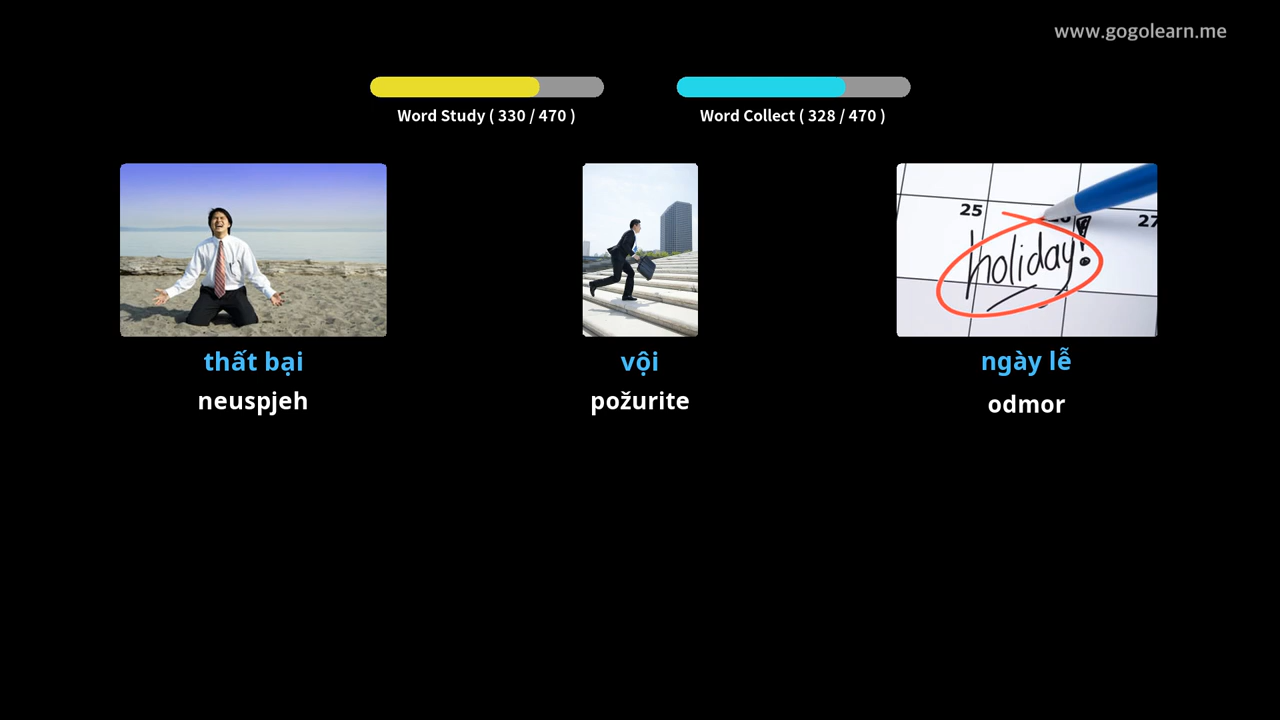 www.gogolearn.me
Word Study ( 330 / 470 )
Word Collect ( 328 / 470 )
25
27
holiday!
thất bại
vội
ngày lễ
neuspjeh
požurite
odmor